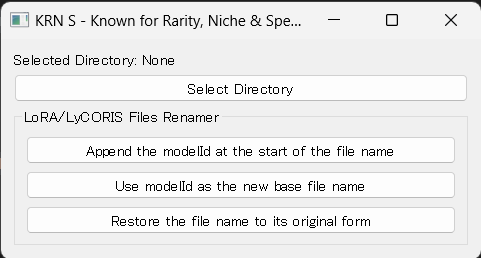 KRN S - Known for Rarity, Niche & Spe...
Selected Directory: None
Select Directory
LoRA/LyCORIS Files Renamer
Append the modelId at the start of the file name
Use modelId as the new base file name
Restore the file name to its original form